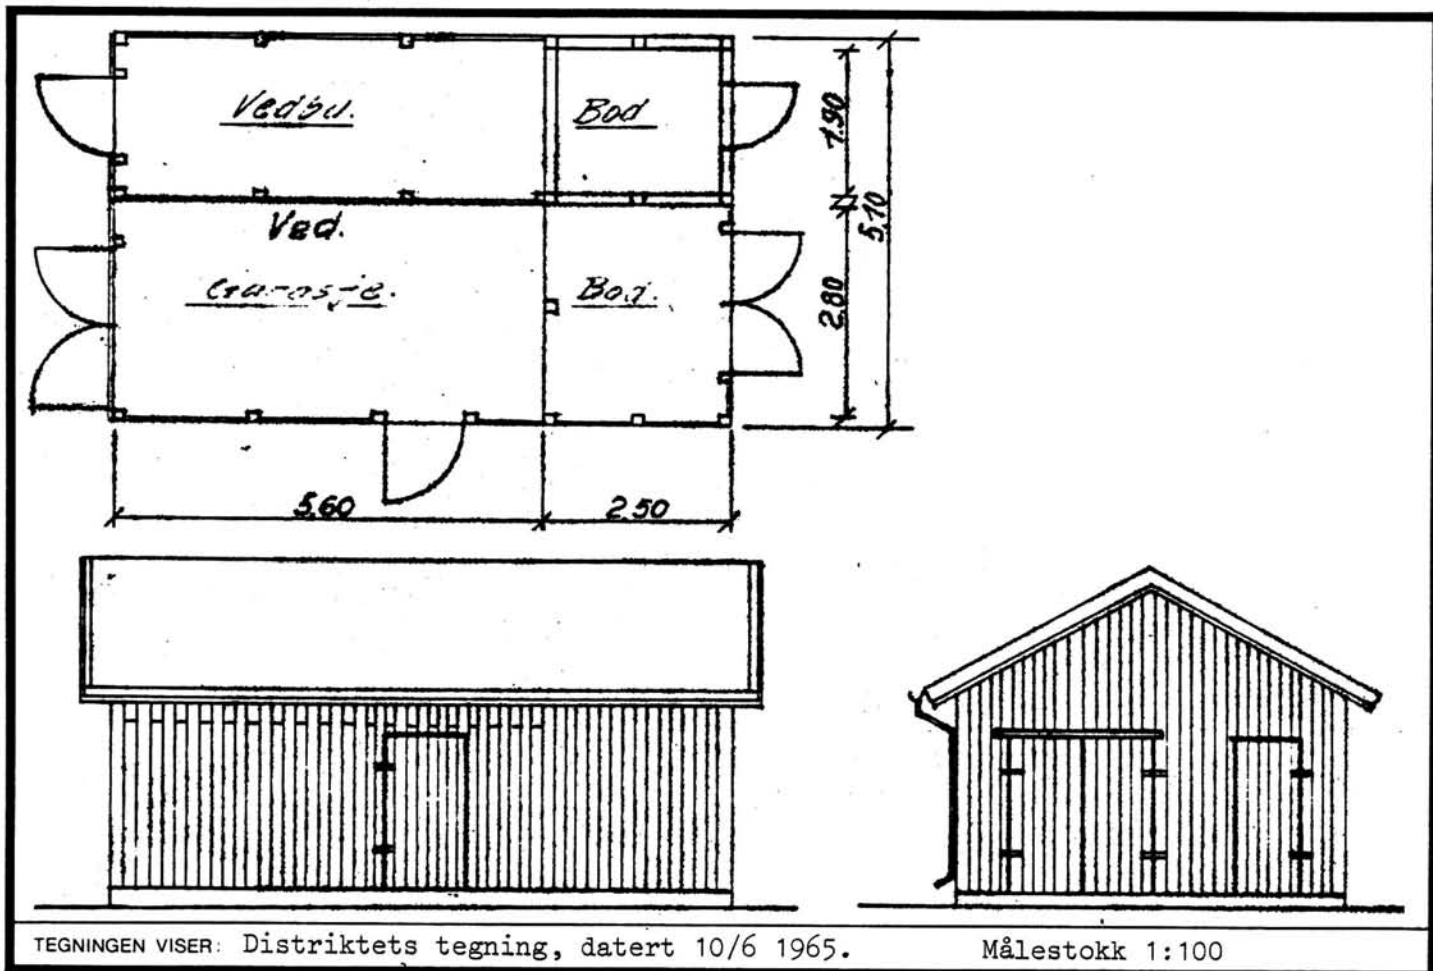 Vedbu.
Bod
1.90
5,10
Ved.
Garasje.
Bod.
2.80
5.60
2.50
TEGNINGEN VISER: Distriktets tegning, datert 10/6 1965. Målestokk 1:100